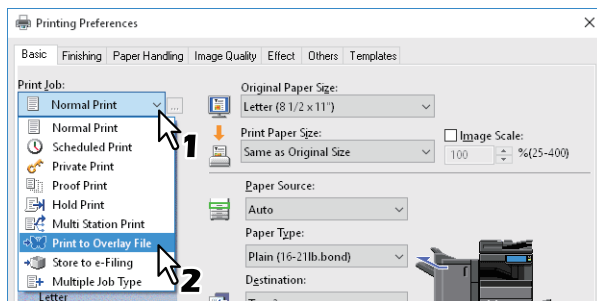 Printing Preferences
Basic Finishing Paper Handling Image Quality Effect Others Templates
Print Job:
Normal Print
1
Normal Print
Scheduled Print
Private Print
Proof Print
Hold Print
Multi Station Print
Print to Overlay File
Store to e-Filing
Multiple Job Type
2
Letter
Original Paper Size:
Letter (8 1/2 x 11")
Print Paper Size:
Same as Original Size
Image Scale:
100 %(25-400)
Paper Source:
Auto
Paper Type:
Plain (16-21lb.bond)
Destination: